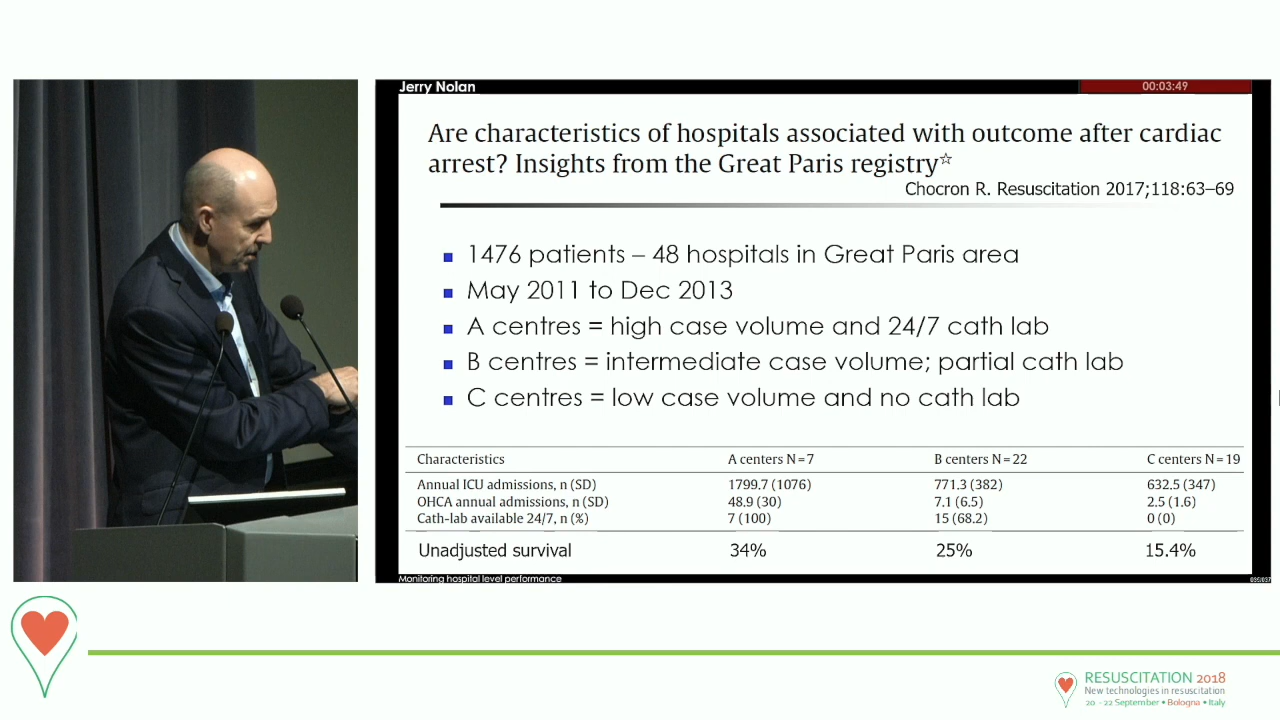 Jerry Nolan
00:03:49
Are characteristics of hospitals associated with outcome after cardiac
arrest? Insights from the Great Paris registry☆
Chocron R. Resuscitation 2017;118:63–69
1476 patients – 48 hospitals in Great Paris area
May 2011 to Dec 2013
A centres = high case volume and 24/7 cath lab
B centres = intermediate case volume; partial cath lab
C centres = low case volume and no cath lab
Characteristics A centers N=7 B centers N=22 C centers N=19
Annual ICU admissions, n (SD) 1799.7 (1076) 771.3 (382) 632.5 (347)
OHCA annual admissions, n (SD) 48.9 (30) 7.1 (6.5) 2.5 (1.6)
Cath-lab available 24/7, n (%) 7 (100) 15 (68.2) 0 (0)
Unadjusted survival 34% 25% 15.4%
Monitoring hospital level performance
RESUSCITATION 2018
New technologies in resuscitation
20 - 22 September • Bologna • Italy